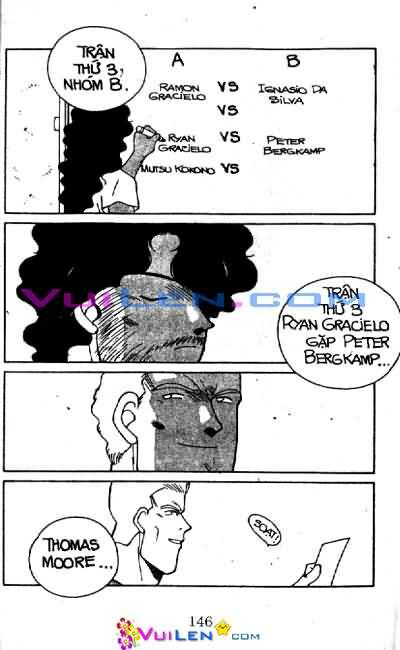 TRẬN
THỨ 3,
NHÓM B.
A B
RAMON
GRACIELO
VS
IGNASIO DA
SILVA
VS
RYAN
GRACIELO
VS
PETER
BERGKAMP
MUTSU KOKONO VS
VUILEN.COM
TRẬN
THỨ 3
RYAN GRACIELO
GẶP PETER
BERGKAMP...
THOMAS
MOORE...
SOẠT!
146
VUILEN.COM